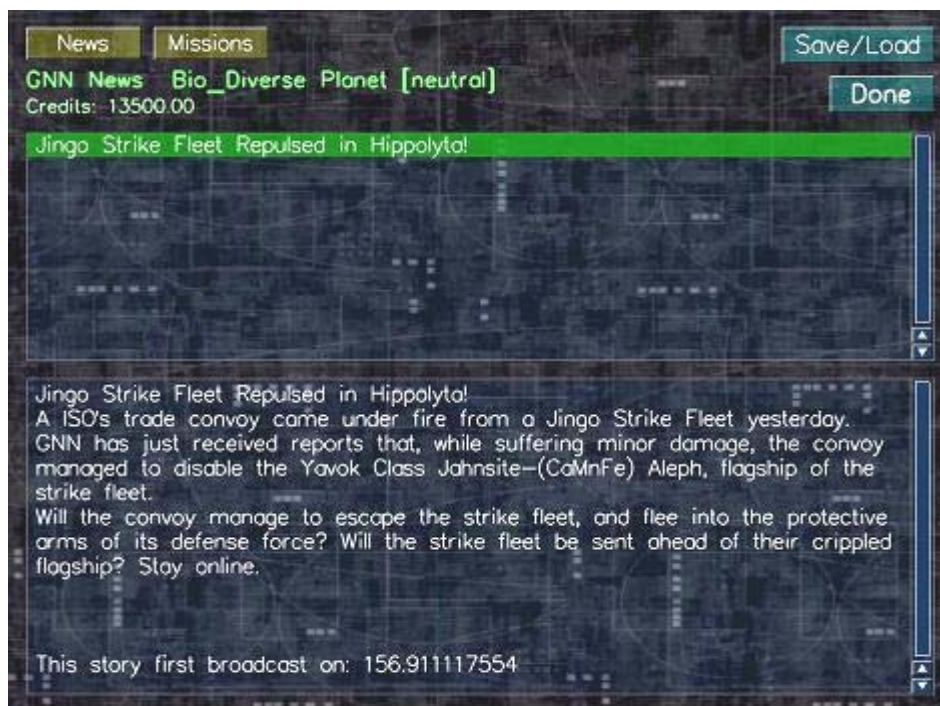 News Missions Save/Load
GNN News Bio_Diverse Planet [neutral]
Credits: 13500.00 Done
Jingo Strike Fleet Repulsed in Hippolyta!
Jingo Strike Fleet Repulsed in Hippolyta!
A ISO's trade convoy came under fire from a Jingo Strike Fleet yesterday.
GNN has just received reports that, while suffering minor damage, the convoy
managed to disable the Yavok Class Jahnsite-(CaMnFe) Aleph, flagship of the
strike fleet.
Will the convoy manage to escape the strike fleet, and flee into the protective
arms of its defense force? Will the strike fleet be sent ahead of their crippled
flagship? Stay online.
This story first broadcast on: 156.911117554